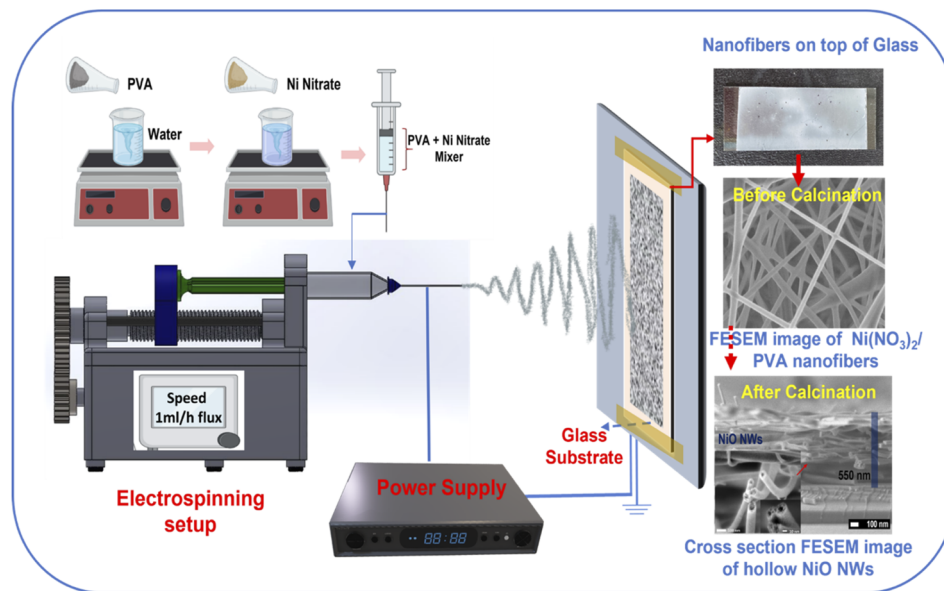 Nanofibers on top of Glass
PVA
Ni Nitrate
Water
PVA + Ni Nitrate
Mixer
Before Calcination
FESEM image of Ni(NO₃)₂/
PVA nanofibers
Speed
1ml/h flux
After Calcination
NiO NWs
550 nm
100 nm
Glass
Substrate
Electrospinning
setup
Power Supply
88:88
Cross section FESEM image
of hollow NiO NWs